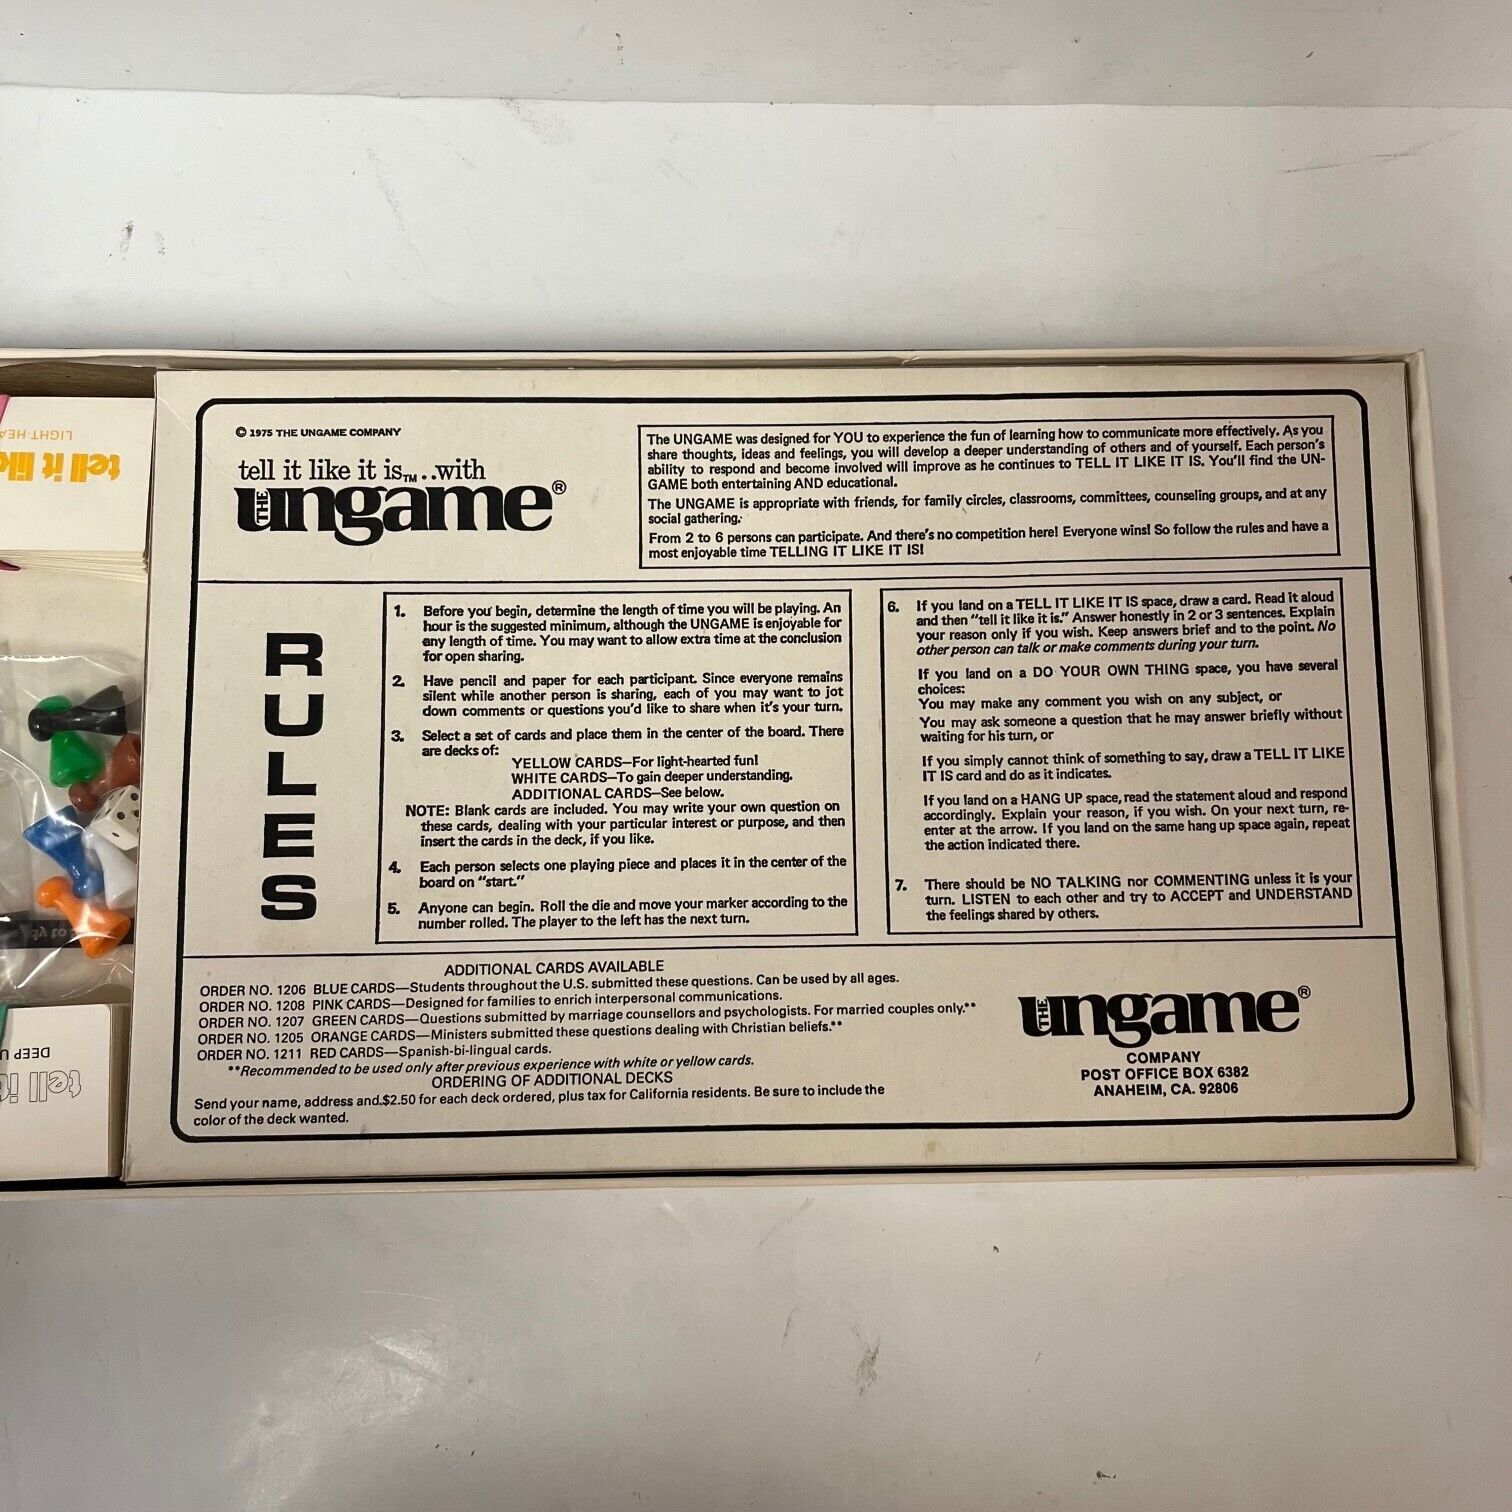 © 1975 THE UNGAME COMPANY
tell it like it is™..with
THE ungame®
The UNGAME was designed for YOU to experience the fun of learning how to communicate more effectively. As you
share thoughts, ideas and feelings, you will develop a deeper understanding of others and of yourself. Each person's
ability to respond and become involved will improve as he continues to TELL IT LIKE IT IS. You'll find the UN-
GAME both entertaining AND educational.
The UNGAME is appropriate with friends, for family circles, classrooms, committees, counseling groups, and at any
social gathering.
From 2 to 6 persons can participate. And there's no competition here! Everyone wins! So follow the rules and have a
most enjoyable time TELLING IT LIKE IT IS!
RULES
1. Before you begin, determine the length of time you will be playing. An
hour is the suggested minimum, although the UNGAME is enjoyable for
any length of time. You may want to allow extra time at the conclusion
for open sharing.
2. Have pencil and paper for each participant. Since everyone remains
silent while another person is sharing, each of you may want to jot
down comments or questions you'd like to share when it's your turn.
3. Select a set of cards and place them in the center of the board. There
are decks of:
YELLOW CARDS—For light-hearted fun!
WHITE CARDS—To gain deeper understanding.
ADDITIONAL CARDS—See below.
NOTE: Blank cards are included. You may write your own question on
these cards, dealing with your particular interest or purpose, and then
insert the cards in the deck, if you like.
4. Each person selects one playing piece and places it in the center of the
board on "start."
5. Anyone can begin. Roll the die and move your marker according to the
number rolled. The player to the left has the next turn.
6. If you land on a TELL IT LIKE IT IS space, draw a card. Read it aloud
and then "tell it like it is." Answer honestly in 2 or 3 sentences. Explain
your reason only if you wish. Keep answers brief and to the point. No
other person can talk or make comments during your turn.
If you land on a DO YOUR OWN THING space, you have several
choices:
You may make any comment you wish on any subject, or
You may ask someone a question that he may answer briefly without
waiting for his turn, or
If you simply cannot think of something to say, draw a TELL IT LIKE
IT IS card and do as it indicates.
If you land on a HANG UP space, read the statement aloud and respond
accordingly. Explain your reason, if you wish. On your next turn, re-
enter at the arrow. If you land on the same hang up space again, repeat
the action indicated there.
7. There should be NO TALKING nor COMMENTING unless it is your
turn. LISTEN to each other and try to ACCEPT and UNDERSTAND
the feelings shared by others.
ADDITIONAL CARDS AVAILABLE
ORDER NO. 1206 BLUE CARDS—Students throughout the U.S. submitted these questions. Can be used by all ages.
ORDER NO. 1208 PINK CARDS—Designed for families to enrich interpersonal communications.
ORDER NO. 1207 GREEN CARDS—Questions submitted by marriage counsellors and psychologists. For married couples only.**
ORDER NO. 1205 ORANGE CARDS—Ministers submitted these questions dealing with Christian beliefs.**
ORDER NO. 1211 RED CARDS—Spanish-bi-lingual cards.
**Recommended to be used only after previous experience with white or yellow cards.
ORDERING OF ADDITIONAL DECKS
Send your name, address and $2.50 for each deck ordered, plus tax for California residents. Be sure to include the
color of the deck wanted.
THE ungame®
COMPANY
POST OFFICE BOX 6382
ANAHEIM, CA. 92806
tell it
LIGHT-HEA
tell it
DEEP U